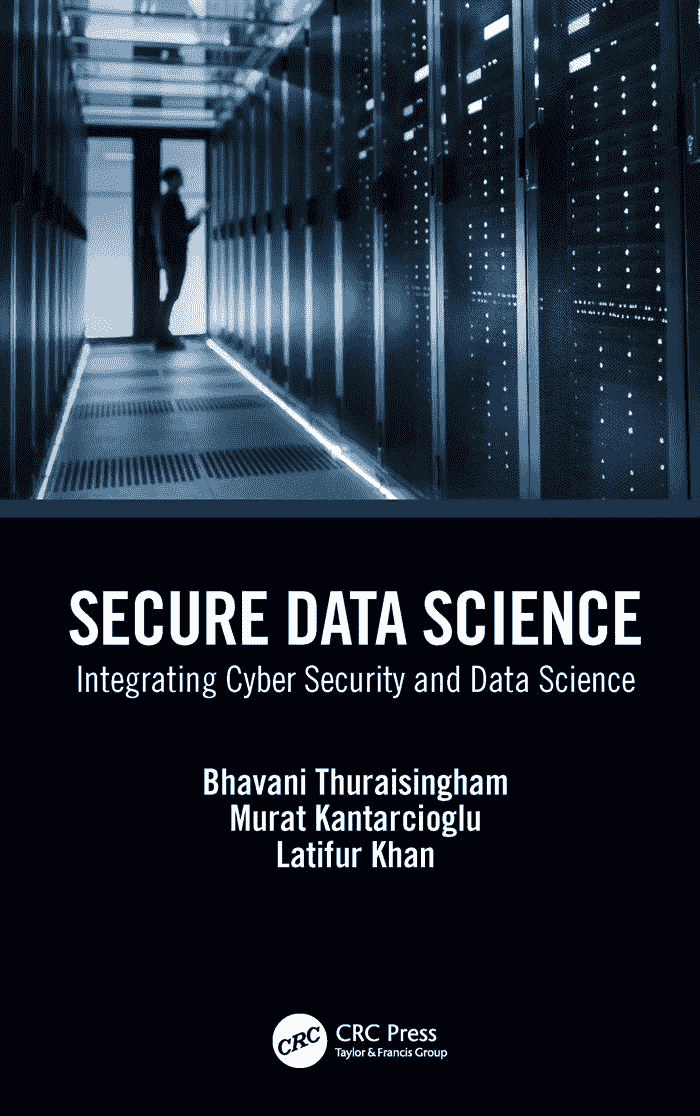 SECURE DATA SCIENCE
Integrating Cyber Security and Data Science
Bhavani Thuraisingham
Murat Kantarcioglu
Latifur Khan
CRC
CRC Press
Taylor & Francis Group